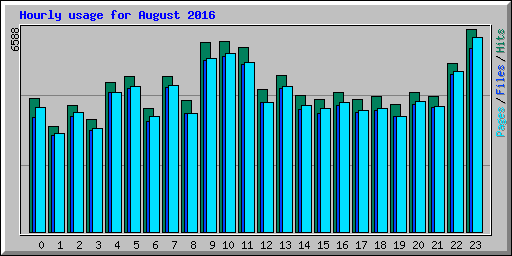 Hourly usage for August 2016
6588
Pages/Files/Hits
0 1 2 3 4 5 6 7 8 9 10 11 12 13 14 15 16 17 18 19 20 21 22 23